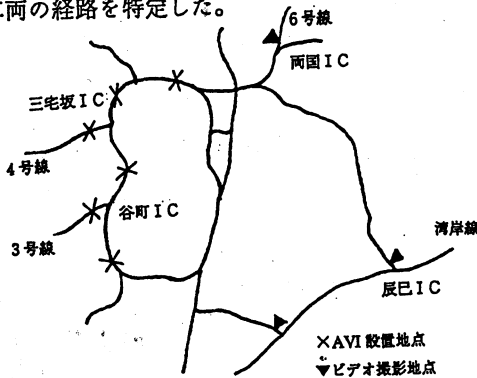 両の経路を特定した。
6号線
両国IC
三宅坂IC
4号線
谷町IC
3号線
湾岸線
辰巳IC
×AVI設置地点
▼ビデオ撮影地点